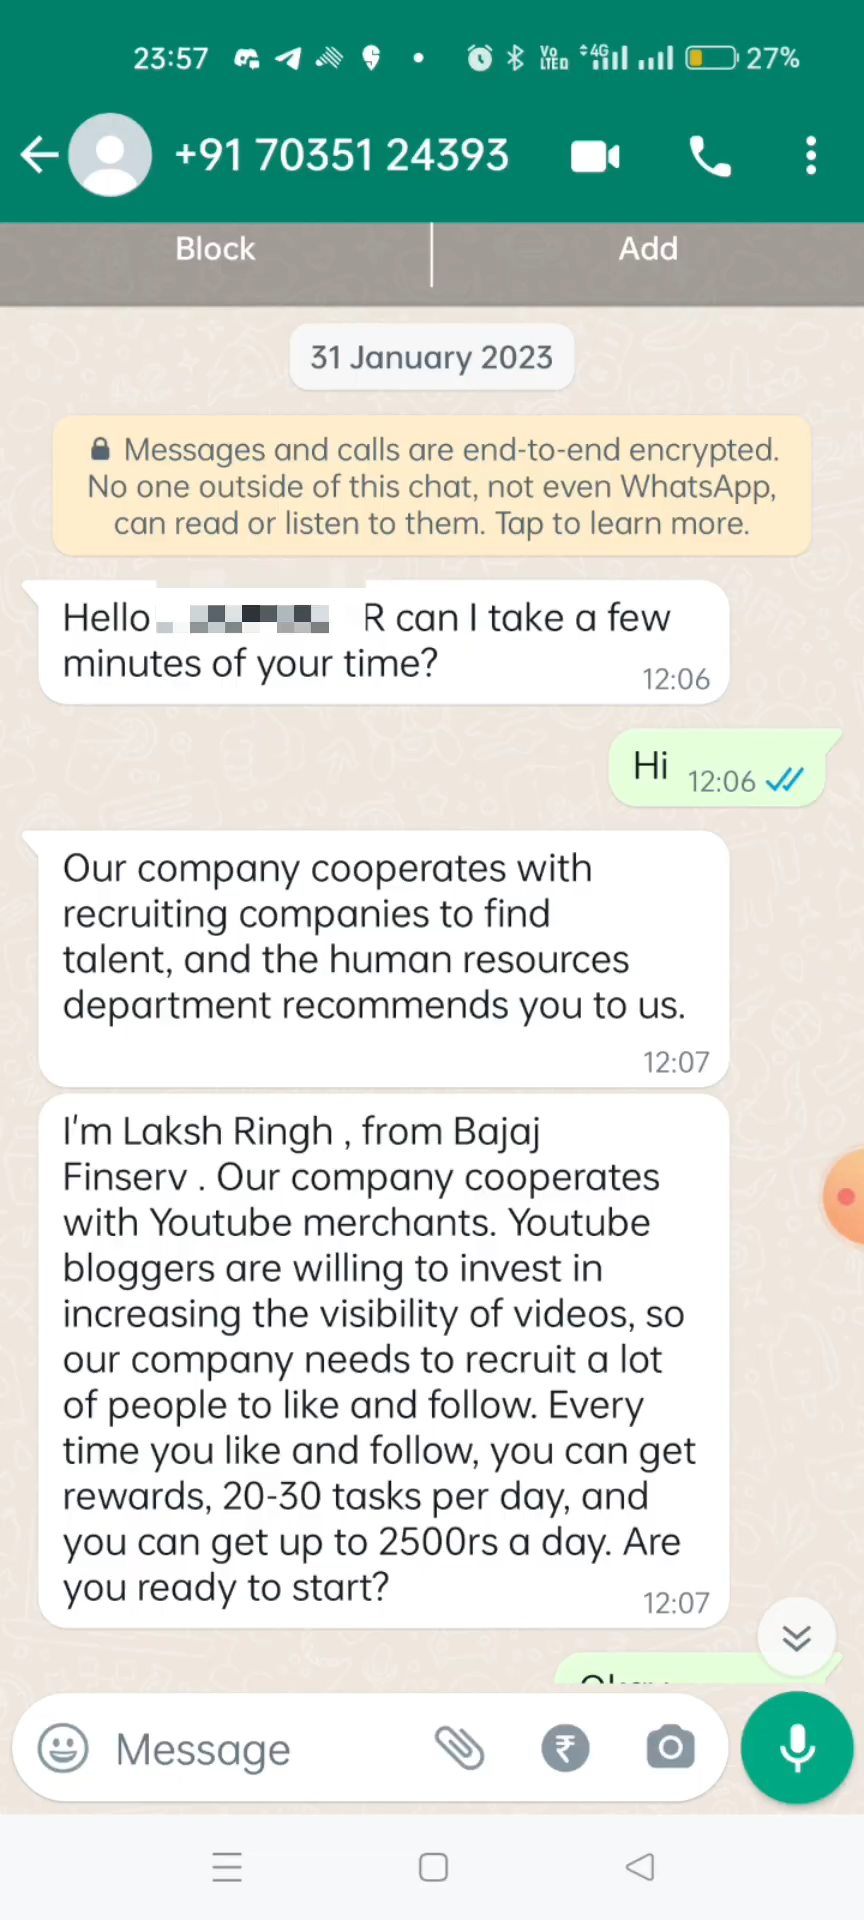 23:57 4G VoLTED 27%
+91 70351 24393
Block Add
31 January 2023
Messages and calls are end-to-end encrypted.
No one outside of this chat, not even WhatsApp,
can read or listen to them. Tap to learn more.
Hello R can I take a few
minutes of your time?
12:06
Hi 12:06
Our company cooperates with
recruiting companies to find
talent, and the human resources
department recommends you to us.
12:07
I'm Laksh Ringh , from Bajaj
Finserv . Our company cooperates
with Youtube merchants. Youtube
bloggers are willing to invest in
increasing the visibility of videos, so
our company needs to recruit a lot
of people to like and follow. Every
time you like and follow, you can get
rewards, 20-30 tasks per day, and
you can get up to 2500rs a day. Are
you ready to start?
12:07
Message ₹